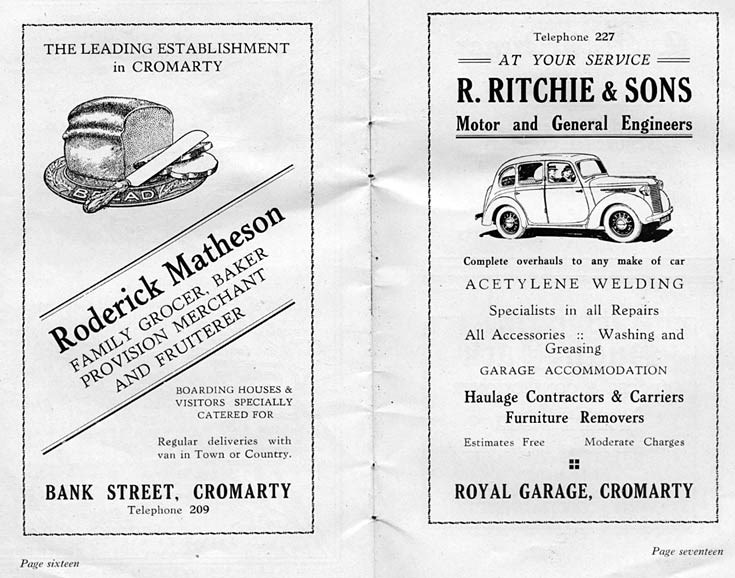 THE LEADING ESTABLISHMENT
in CROMARTY
BREAD
Roderick Matheson
FAMILY GROCER, BAKER
PROVISION MERCHANT
AND FRUITERER
BOARDING HOUSES &
VISITORS SPECIALLY
CATERED FOR
Regular deliveries with
van in Town or Country.
BANK STREET, CROMARTY
Telephone 209
Page sixteen
Telephone 227
AT YOUR SERVICE
R. RITCHIE & SONS
Motor and General Engineers
Complete overhauls to any make of car
ACETYLENE WELDING
Specialists in all Repairs
All Accessories :: Washing and
Greasing
GARAGE ACCOMMODATION
Haulage Contractors & Carriers
Furniture Removers
Estimates Free Moderate Charges
ROYAL GARAGE, CROMARTY
Page seventeen